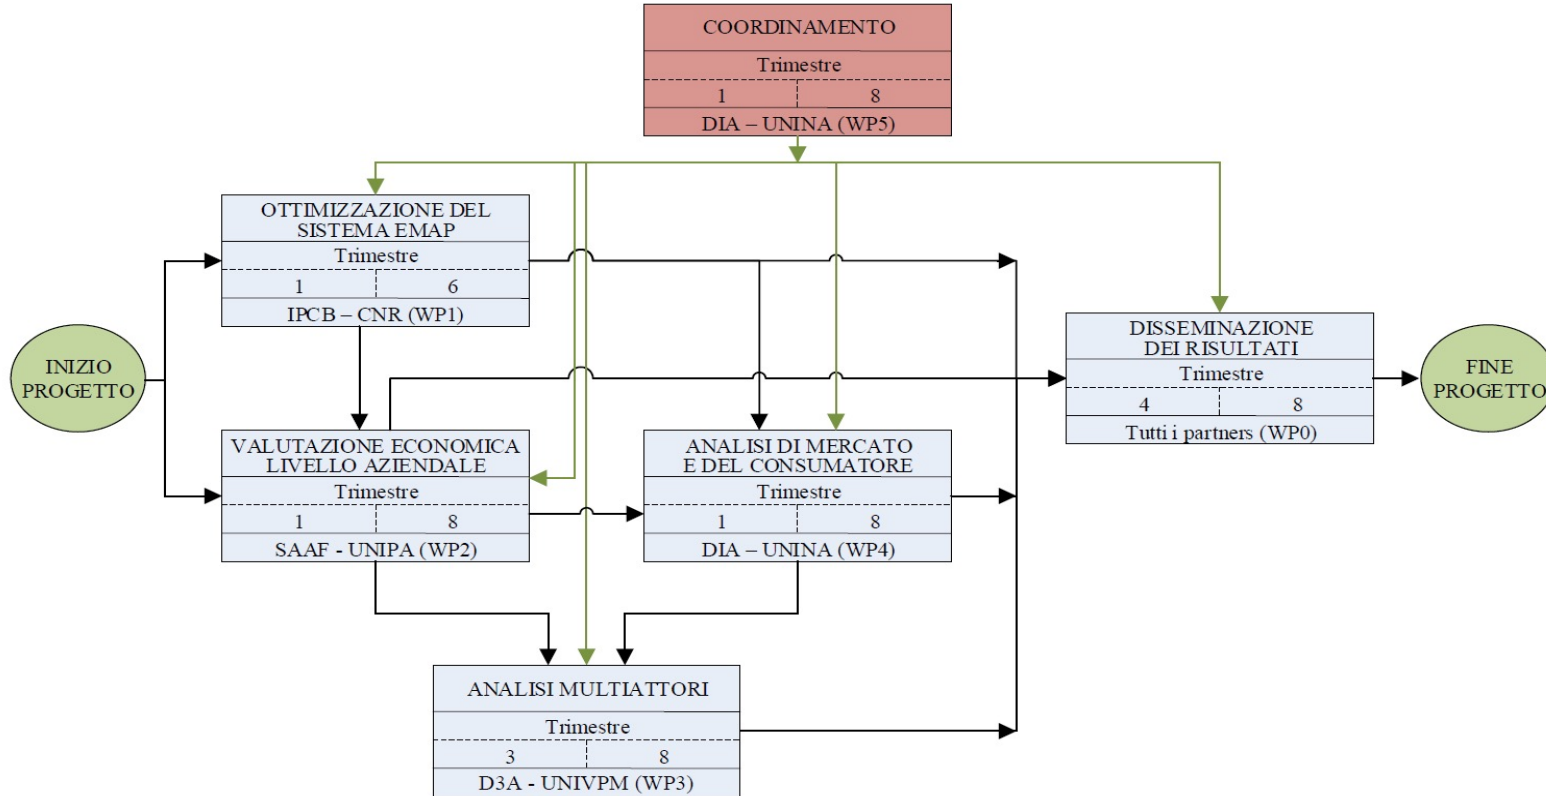 COORDINAMENTO
Trimestre
1 8
DIA – UNINA (WP5)
OTTIMIZZAZIONE DEL
SISTEMA EMAP
Trimestre
1 6
IPCB – CNR (WP1)
INIZIO
PROGETTO
DISSEMINAZIONE
DEI RISULTATI
Trimestre
4 8
Tutti i partners (WP0)
FINE
PROGETTO
VALUTAZIONE ECONOMICA
LIVELLO AZIENDALE
Trimestre
1 8
SAAF - UNIPA (WP2)
ANALISI DI MERCATO
E DEL CONSUMATORE
Trimestre
1 8
DIA – UNINA (WP4)
ANALISI MULTIATTORI
Trimestre
3 8
D3A - UNIVPM (WP3)